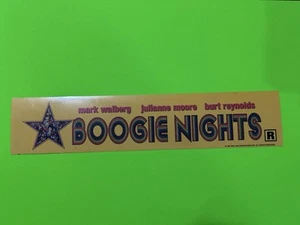 mark walberg julianne moore burt reynolds
BOOGIE NIGHTS
R